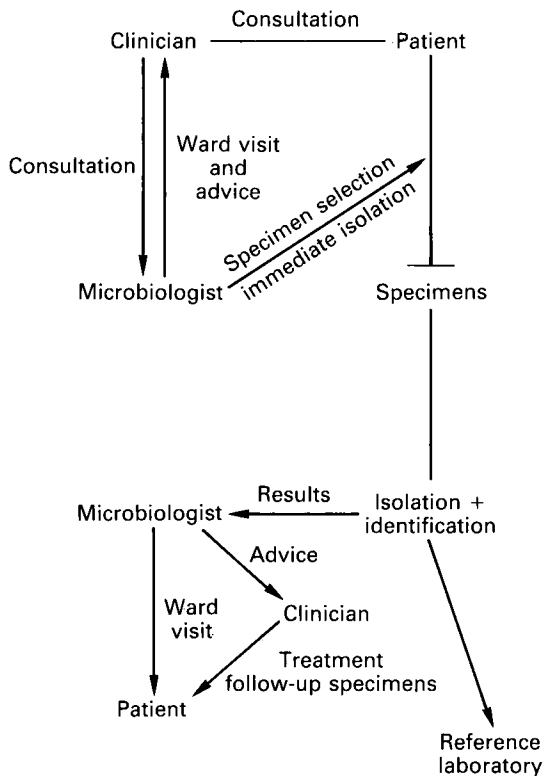 Consultation
Clinician
Patient
Consultation
Ward visit
and
advice
Specimen selection
immediate isolation
Microbiologist
Specimens
Results
Microbiologist
Isolation +
identification
Advice
Ward
visit
Clinician
Treatment
follow-up specimens
Patient
Reference
laboratory